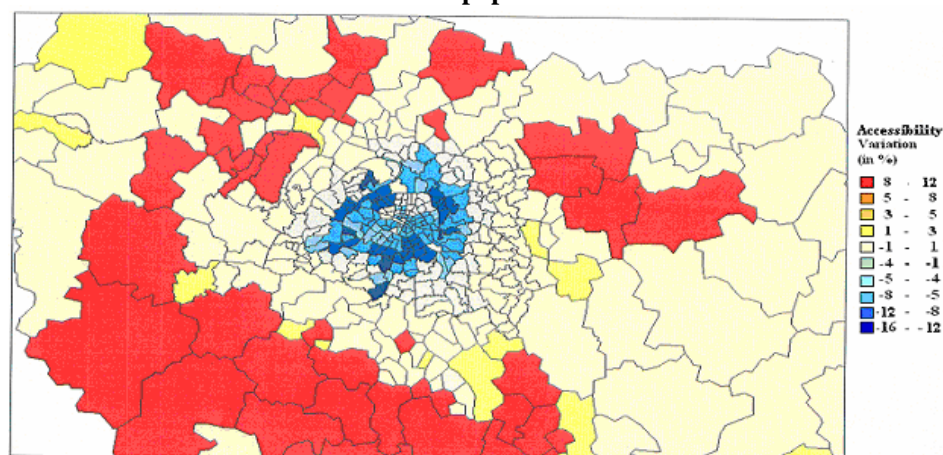 Accessibility
Variation
(in %)
8 - 12
5 - 8
3 - 5
1 - 3
-1 - 1
-4 - -1
-5 - -4
-8 - -5
-12 - -8
-16 - -12